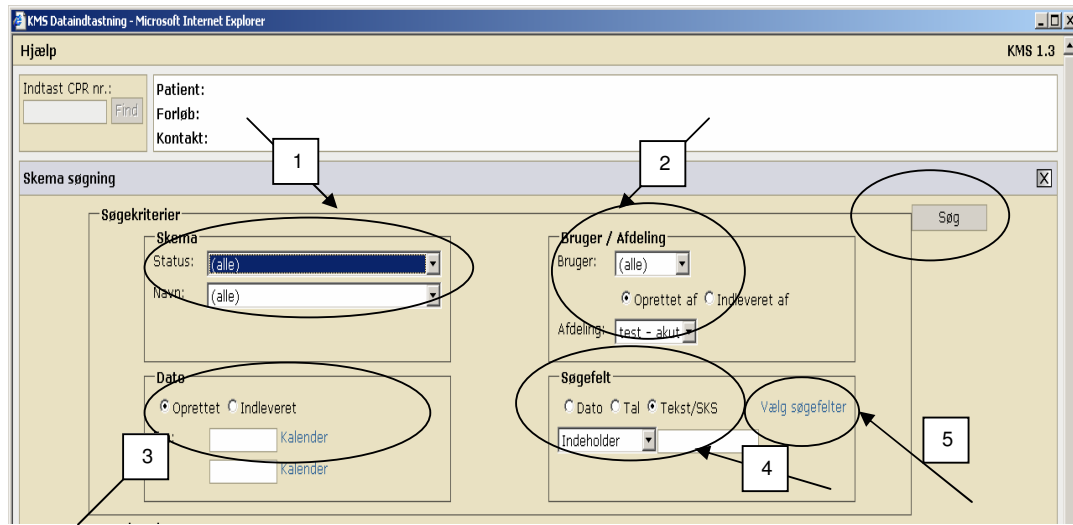 KMS Dataindtastning - Microsoft Internet Explorer
Hjælp KMS 1.3
Indtast CPR nr.:
Find
Patient:
Forløb:
Kontakt:
1
2
Skema søgning X
Søgekriterier
Søg
Skema
Status: (alle)
Navn: (alle)
Bruger / Afdeling
Bruger: (alle)
Oprettet af Indleveret af
Afdeling: test - akut
Dato
Oprettet Indleveret
Kalender
Kalender
3
Søgefelt
Dato Tal Tekst/SKS Vælg søgefelter
Indeholder
4
5